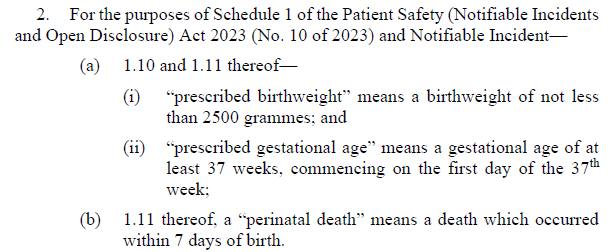 2. For the purposes of Schedule 1 of the Patient Safety (Notifiable Incidents
and Open Disclosure) Act 2023 (No. 10 of 2023) and Notifiable Incident—
(a) 1.10 and 1.11 thereof—
(i) “prescribed birthweight” means a birthweight of not less
than 2500 grammes; and
(ii) “prescribed gestational age” means a gestational age of at
least 37 weeks, commencing on the first day of the 37th
week;
(b) 1.11 thereof, a “perinatal death” means a death which occurred
within 7 days of birth.